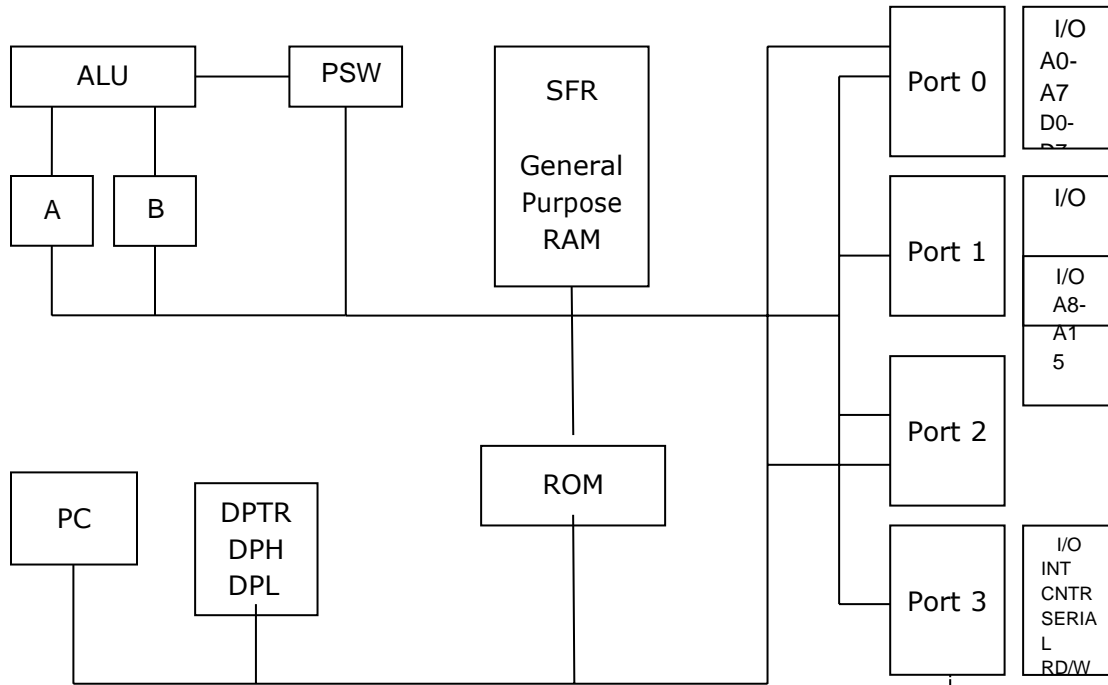 ALU
PSW
A
B
SFR
General
Purpose
RAM
ROM
PC
DPTR
DPH
DPL
Port 0
I/O
A0-
A7
D0-
Port 1
I/O
I/O
A8-
A1
5
Port 2
Port 3
I/O
INT
CNTR
SERIA
L
RD/W